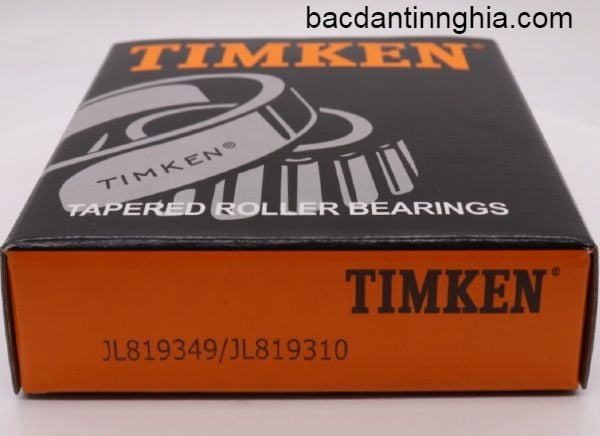 bacdantinnghia.com
TIMKEN®
TIMKEN®
TAPERED ROLLER BEARINGS
TIMKEN®
JL819349/JL819310